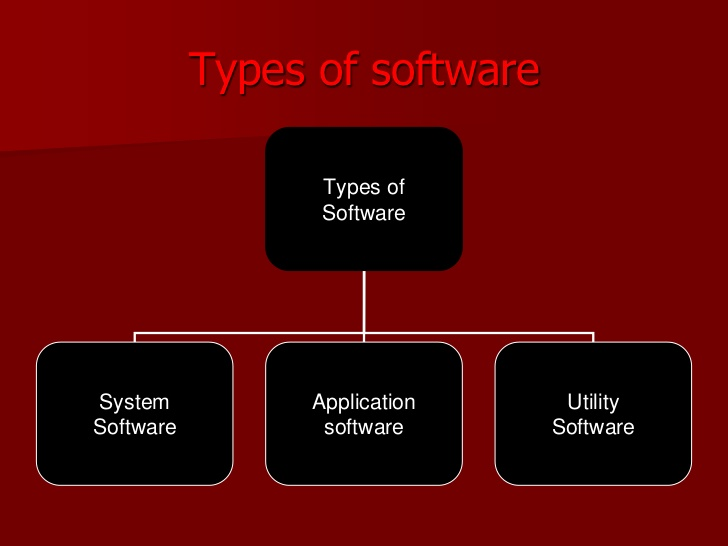 Types of software
Types of
Software
System
Software
Application
software
Utility
Software